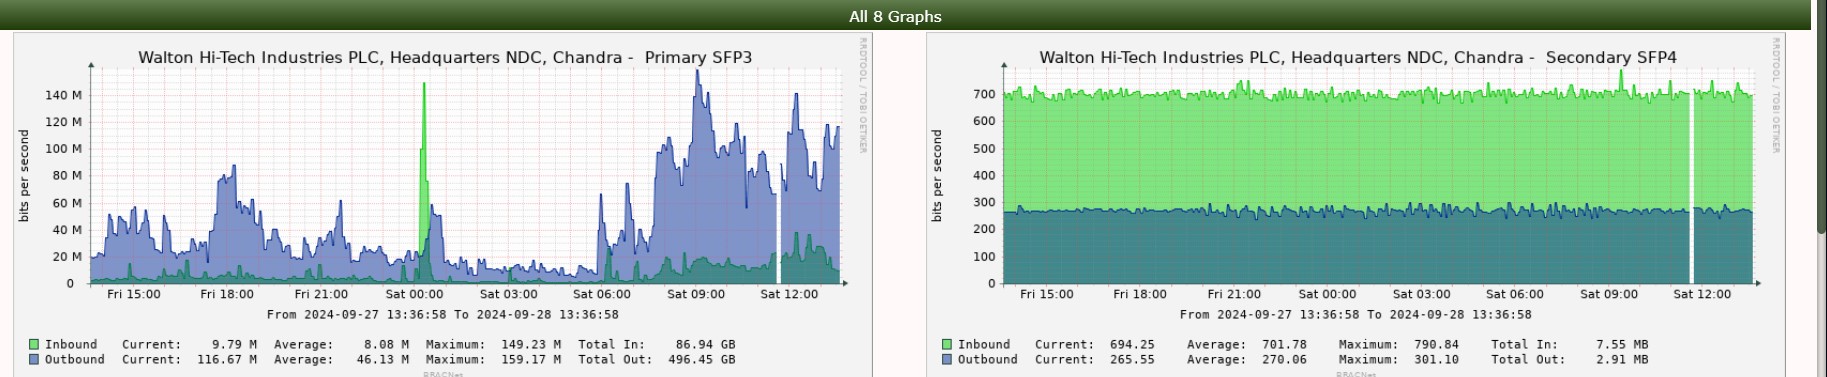 All 8 Graphs
Walton Hi-Tech Industries PLC, Headquarters NDC, Chandra - Primary SFP3
RRDTOOL / TOBI OETIKER
bits per second
140 M
120 M
100 M
80 M
60 M
40 M
20 M
0
Fri 15:00 Fri 18:00 Fri 21:00 Sat 00:00 Sat 03:00 Sat 06:00 Sat 09:00 Sat 12:00
From 2024-09-27 13:36:58 To 2024-09-28 13:36:58
Inbound Current: 9.79 M Average: 8.08 M Maximum: 149.23 M Total In: 86.94 GB
Outbound Current: 116.67 M Average: 46.13 M Maximum: 159.17 M Total Out: 496.45 GB
Walton Hi-Tech Industries PLC, Headquarters NDC, Chandra - Secondary SFP4
RRDTOOL / TOBI OETIKER
bits per second
700
600
500
400
300
200
100
0
Fri 15:00 Fri 18:00 Fri 21:00 Sat 00:00 Sat 03:00 Sat 06:00 Sat 09:00 Sat 12:00
From 2024-09-27 13:36:58 To 2024-09-28 13:36:58
Inbound Current: 694.25 Average: 701.78 Maximum: 790.84 Total In: 7.55 MB
Outbound Current: 265.55 Average: 270.06 Maximum: 301.10 Total Out: 2.91 MB